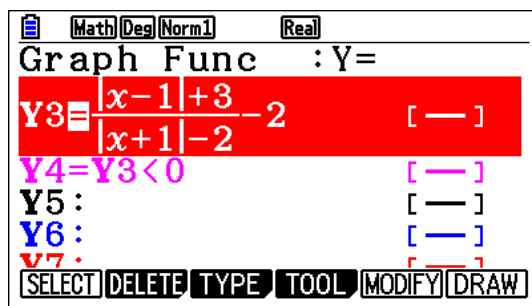 Math Deg Norm1 Real
Graph Func :Y=
Y3=|x-1|+3/|x+1|-2 -2 [—]
Y4=Y3<0 [—]
Y5: [—]
Y6: [—]
Y7: [—]
SELECT DELETE TYPE TOOL MODIFY DRAW